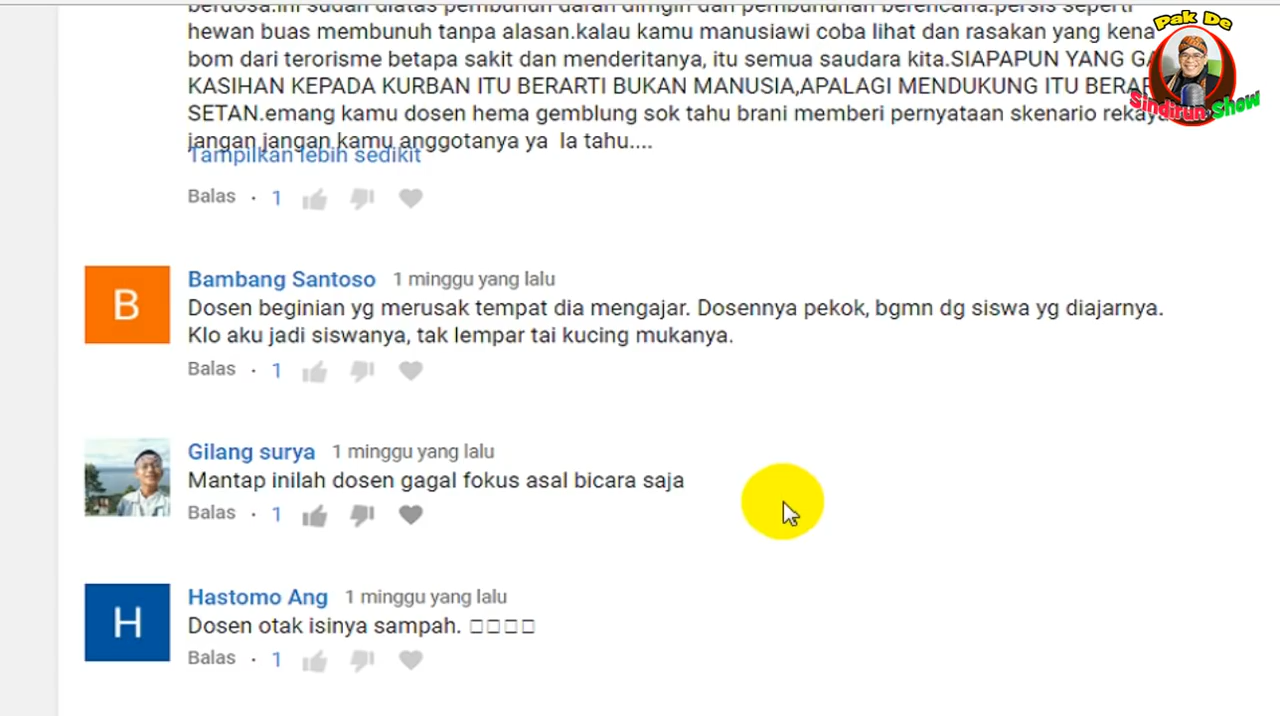 berdosa.ini sudah diatas pembunuh darah dimgin dan pembunuhan berencana.persis seperti
hewan buas membunuh tanpa alasan.kalau kamu manusiawi coba lihat dan rasakan yang kena
bom dari terorisme betapa sakit dan menderitanya, itu semua saudara kita.SIAPAPUN YANG GA
KASIHAN KEPADA KURBAN ITU BERARTI BUKAN MANUSIA,APALAGI MENDUKUNG ITU BERAR
SETAN.emang kamu dosen hema gemblung sok tahu brani memberi pernyataan skenario rekay
jangan jangan kamu anggotanya ya la tahu....
Tampilkan lebih sedikit
Balas · 1
B
Bambang Santoso 1 minggu yang lalu
Dosen beginian yg merusak tempat dia mengajar. Dosennya pekok, bgmn dg siswa yg diajarnya.
Klo aku jadi siswanya, tak lempar tai kucing mukanya.
Balas · 1
Gilang surya 1 minggu yang lalu
Mantap inilah dosen gagal fokus asal bicara saja
Balas · 1
H
Hastomo Ang 1 minggu yang lalu
Dosen otak isinya sampah. □□□□
Balas · 1
Pak De
Sindirun Show